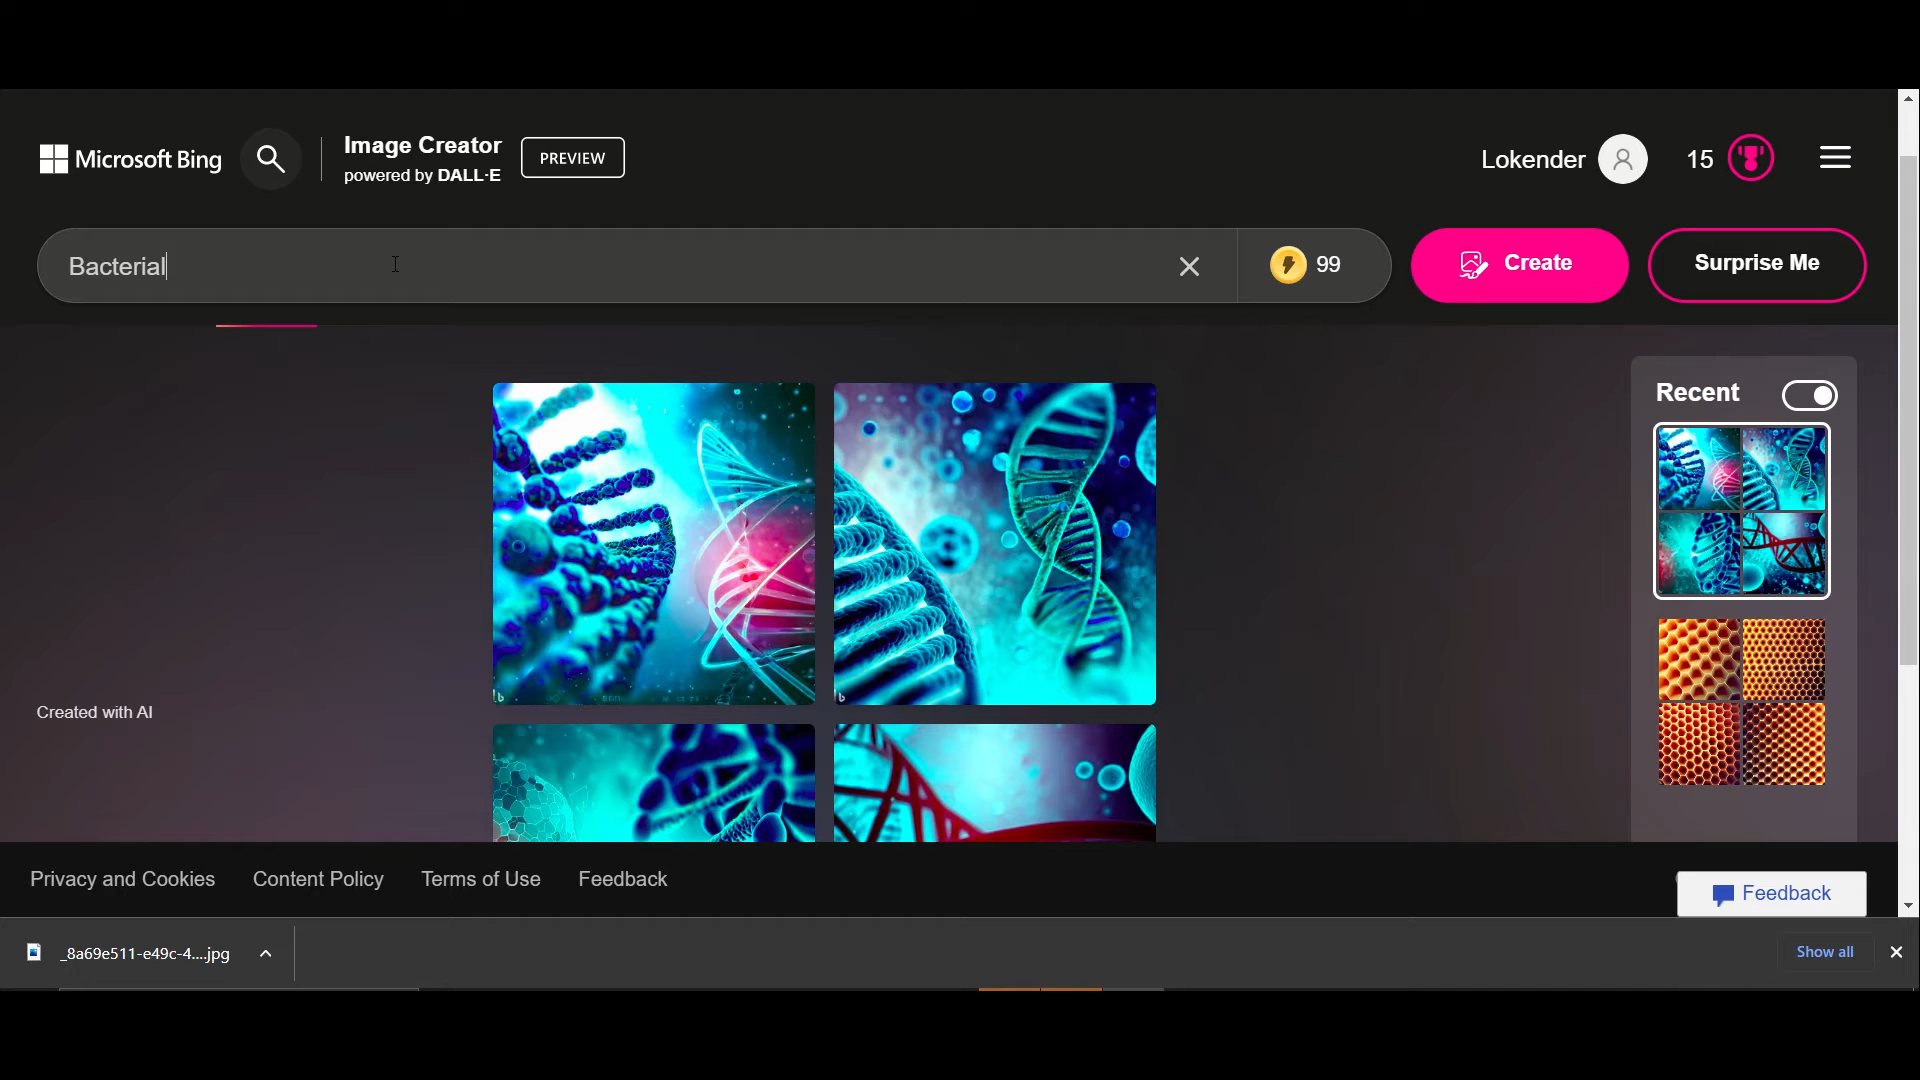 Microsoft Bing
Image Creator
powered by DALL·E
PREVIEW
Lokender
15
Bacterial
99
Create
Surprise Me
Recent
Created with AI
Privacy and Cookies
Content Policy
Terms of Use
Feedback
Feedback
_8a69e511-e49c-4....jpg
Show all